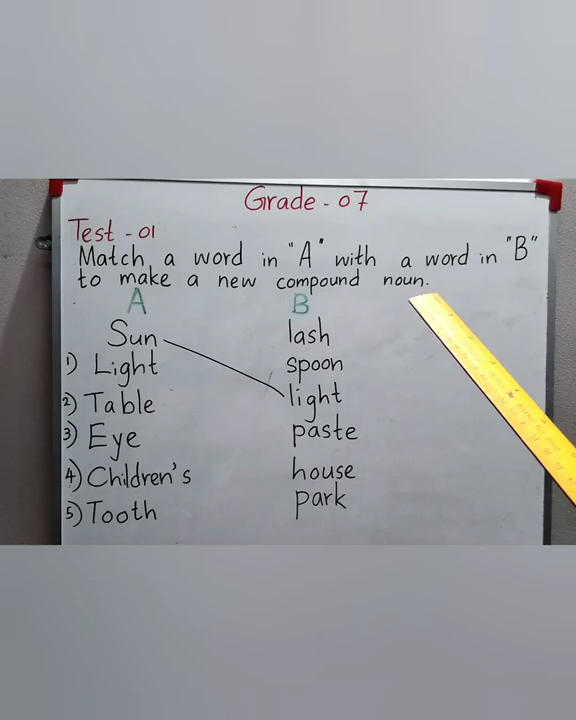 Grade - 07
Test - 01
Match a word in "A" with a word in "B"
to make a new compound noun.
A B
Sun lash
1) Light spoon
2) Table light
3) Eye paste
4) Children's house
5) Tooth park